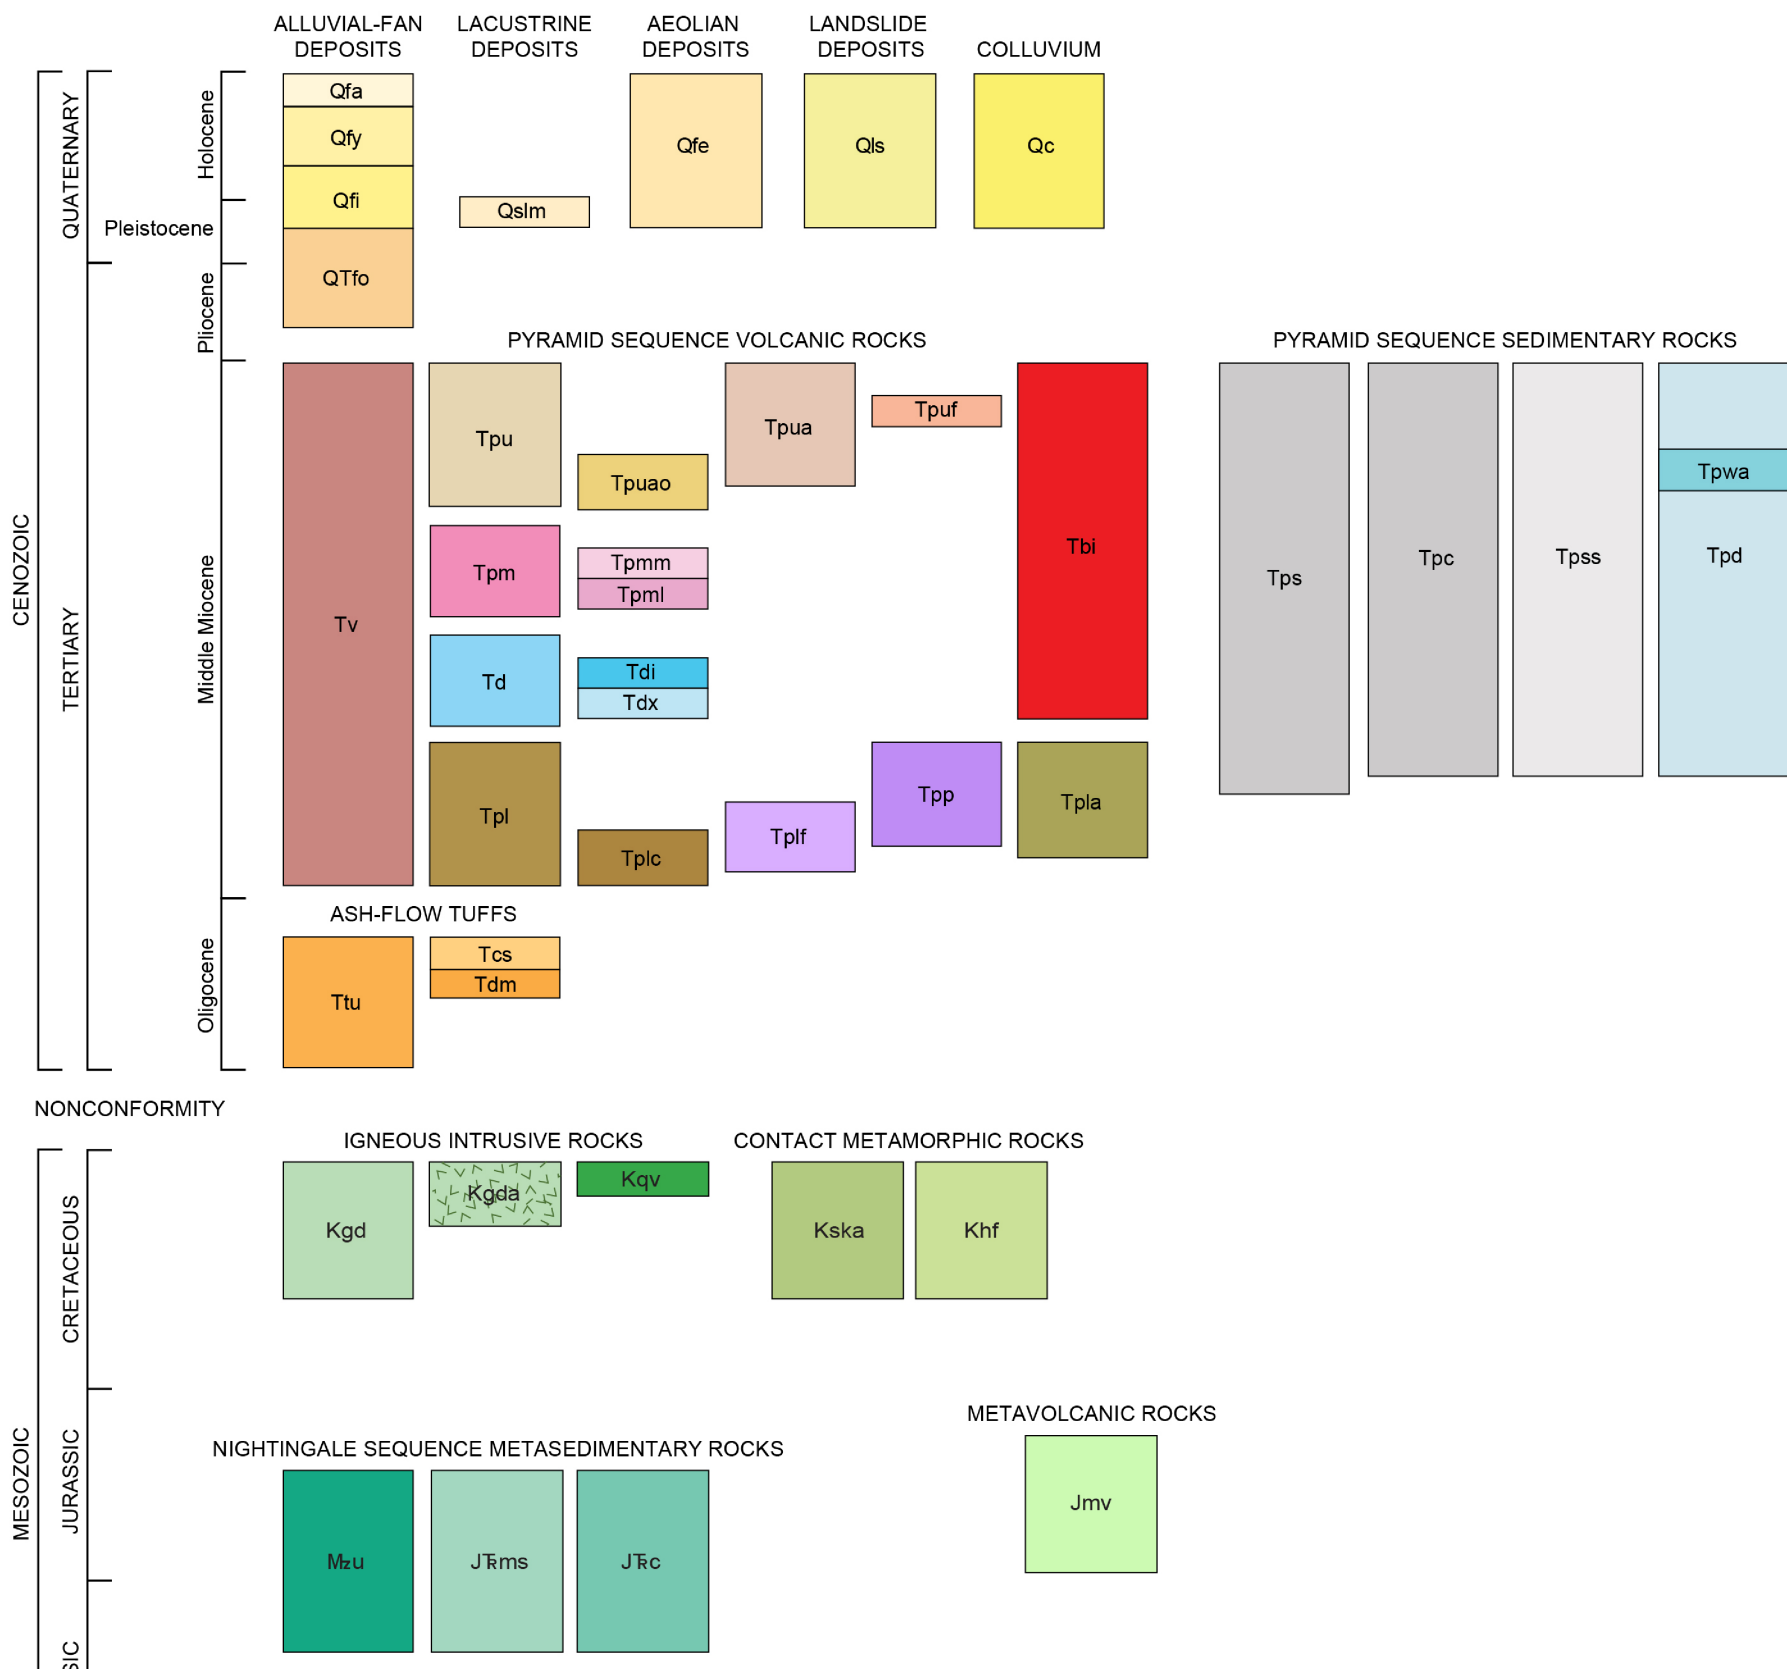 ALLUVIAL-FAN
DEPOSITS
LACUSTRINE
DEPOSITS
AEOLIAN
DEPOSITS
LANDSLIDE
DEPOSITS
COLLUVIUM
CENOZOIC
QUATERNARY
Holocene
Pleistocene
Qfa
Qfy
Qfi
QTfo
Qslm
Qfe
Qls
Qc
TERTIARY
Pliocene
PYRAMID SEQUENCE VOLCANIC ROCKS
PYRAMID SEQUENCE SEDIMENTARY ROCKS
Middle Miocene
Tv
Tpu
Tpuao
Tpua
Tpuf
Tpm
Tpmm
Tpml
Tbi
Td
Tdi
Tdx
Tpl
Tplc
Tplf
Tpp
Tpla
Tps
Tpc
Tpss
Tpwa
Tpd
Oligocene
ASH-FLOW TUFFS
Ttu
Tcs
Tdm
NONCONFORMITY
MESOZOIC
CRETACEOUS
IGNEOUS INTRUSIVE ROCKS
CONTACT METAMORPHIC ROCKS
Kgd
Kgda
Kqv
Kska
Khf
JURASSIC
METAVOLCANIC ROCKS
Jmv
NIGHTINGALE SEQUENCE METASEDIMENTARY ROCKS
Mzu
JTRms
JTRc